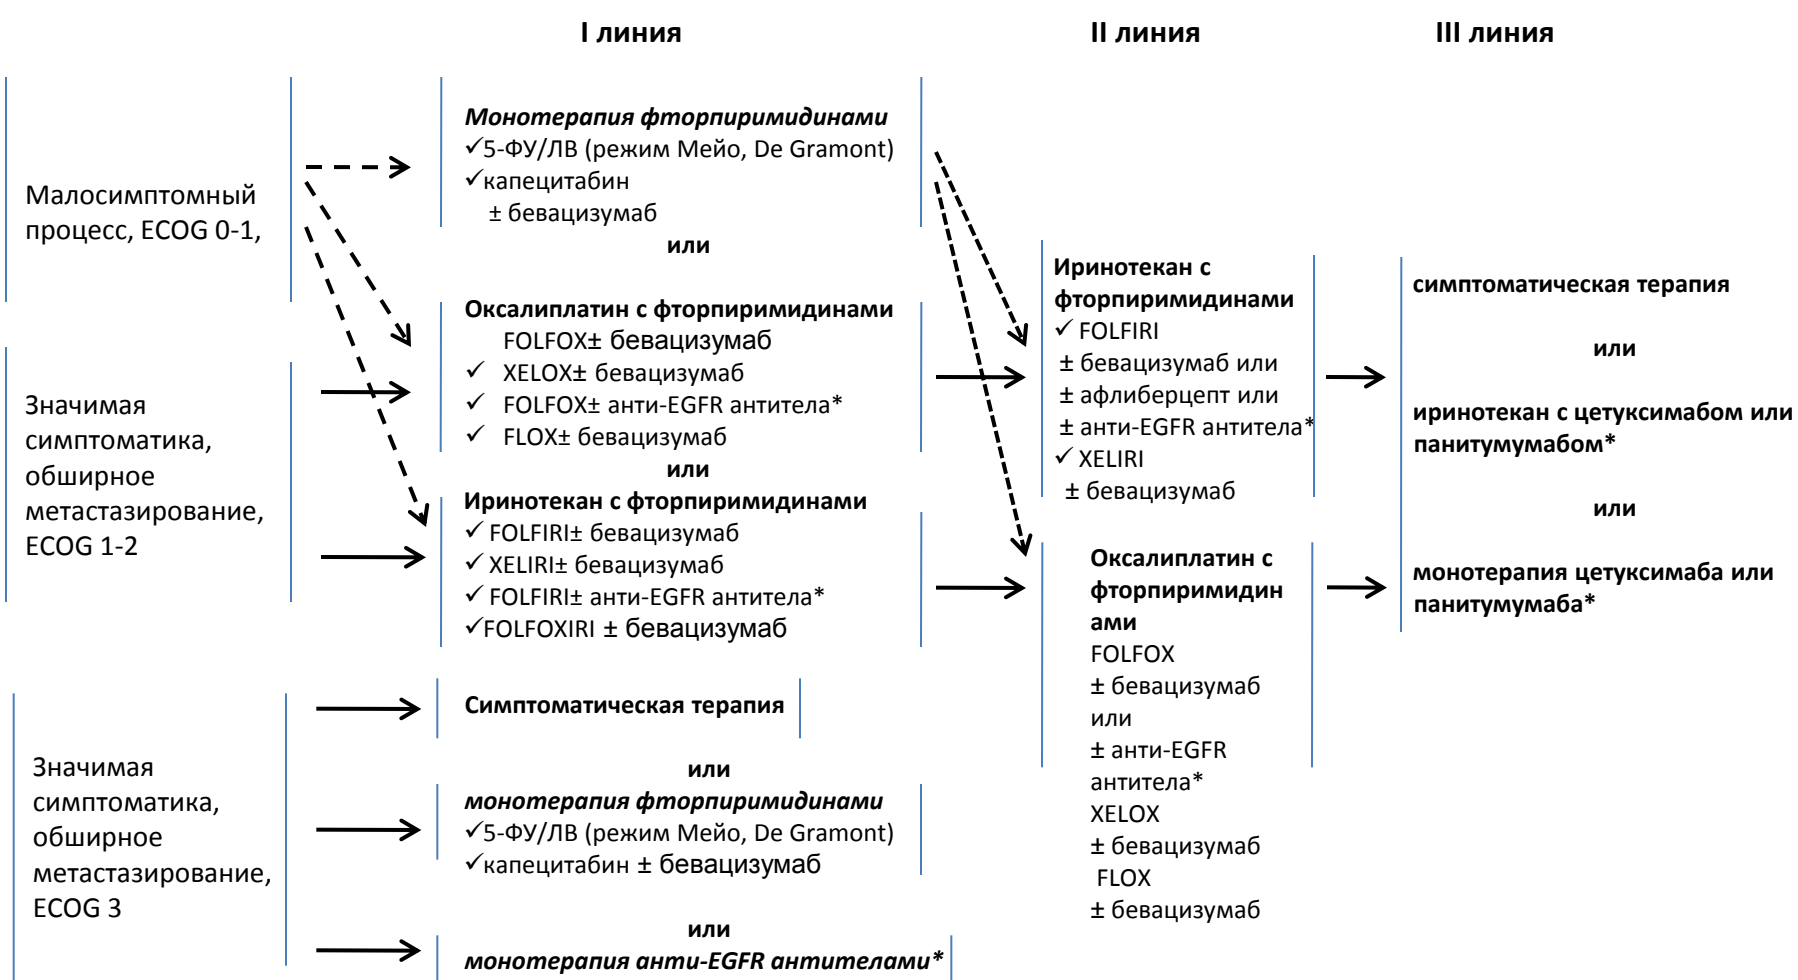 I линия
II линия
III линия
Малосимптомный
процесс, ECOG 0-1,
Значимая
симптоматика,
обширное
метастазирование,
ECOG 1-2
Значимая
симптоматика,
обширное
метастазирование,
ECOG 3
Монотерапия фторпиримидинами
✓5-ФУ/ЛВ (режим Мейо, De Gramont)
✓капецитабин
± бевацизумаб
или
Оксалиплатин с фторпиримидинами
FOLFOX± бевацизумаб
✓ XELOX± бевацизумаб
✓ FOLFOX± анти-EGFR антитела*
✓ FLOX± бевацизумаб
или
Иринотекан с фторпиримидинами
✓ FOLFIRI± бевацизумаб
✓ XELIRI± бевацизумаб
✓ FOLFIRI± анти-EGFR антитела*
✓FOLFOXIRI ± бевацизумаб
Симптоматическая терапия
или
монотерапия фторпиримидинами
✓5-ФУ/ЛВ (режим Мейо, De Gramont)
✓капецитабин ± бевацизумаб
или
монотерапия анти-EGFR антителами*
Иринотекан с
фторпиримидинами
✓ FOLFIRI
± бевацизумаб или
± афлиберцепт или
± анти-EGFR антитела*
✓ XELIRI
± бевацизумаб
Оксалиплатин с
фторпиримидин
ами
FOLFOX
± бевацизумаб
или
± анти-EGFR
антитела*
XELOX
± бевацизумаб
FLOX
± бевацизумаб
симптоматическая терапия
или
иринотекан с цетуксимабом или
панитумумабом*
или
монотерапия цетуксимаба или
панитумумаба*